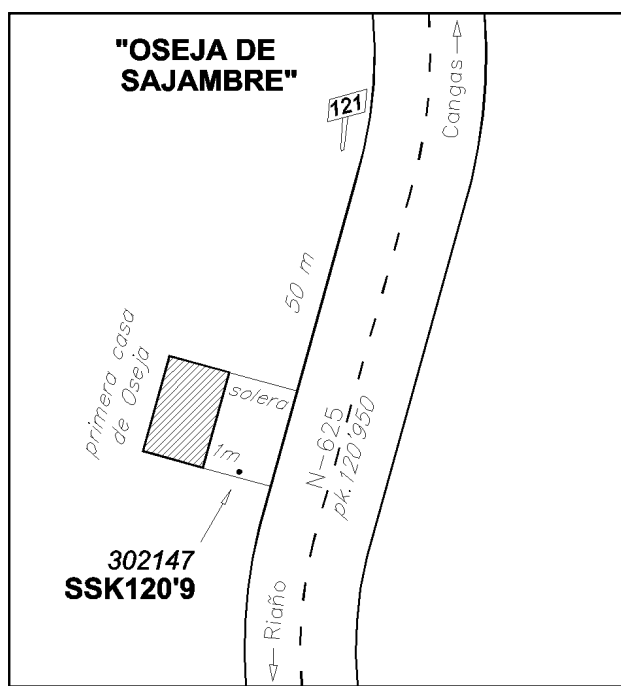 "OSEJA DE
SAJAMBRE"
121
Cangas
50 m
primera casa
de Oseja
solera
1m
N-625
pk.120'950
302147
SSK120'9
Riaño